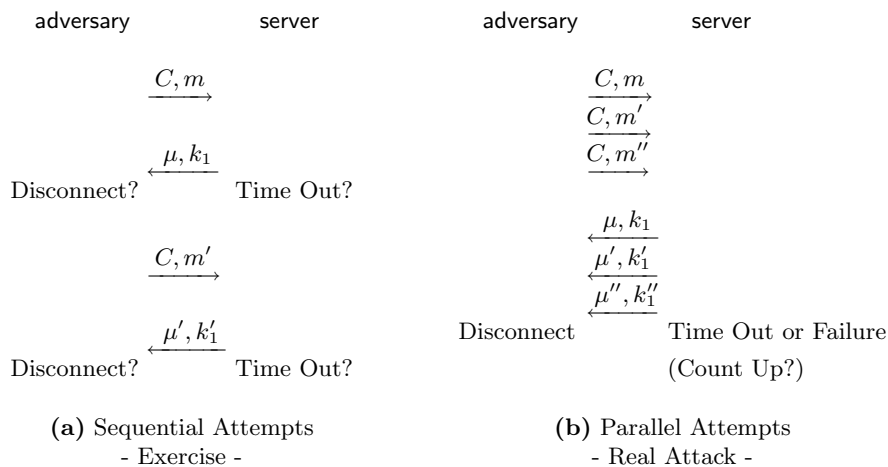 adversary server
C, m
μ, k₁
Disconnect? Time Out?
C, m′
μ′, k′₁
Disconnect? Time Out?
(a) Sequential Attempts
- Exercise -
adversary server
C, m
C, m′
C, m″
μ, k₁
μ′, k′₁
μ″, k″₁
Disconnect Time Out or Failure
(Count Up?)
(b) Parallel Attempts
- Real Attack -